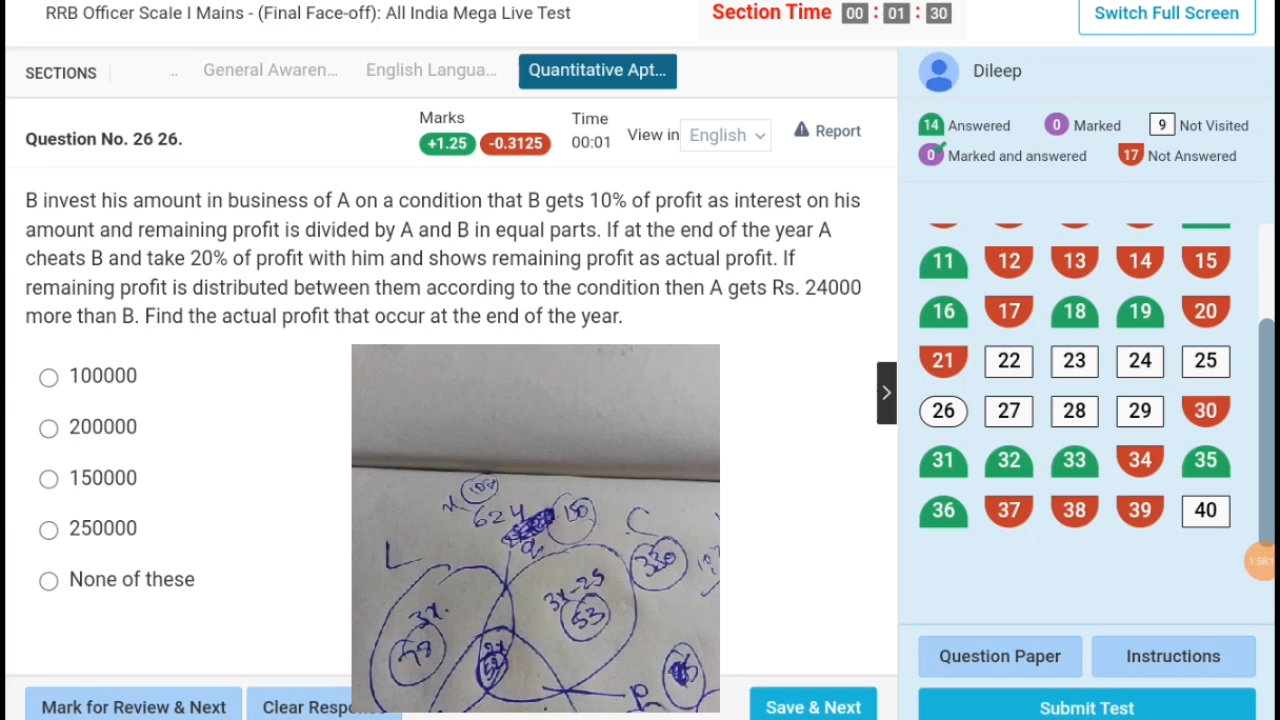 RRB Officer Scale I Mains - (Final Face-off): All India Mega Live Test
Section Time 00 : 01 : 30
Switch Full Screen
SECTIONS
... General Awaren... English Langua... Quantitative Apt...
Dileep
Question No. 26 26.
Marks
+1.25 -0.3125
Time
00:01
View in English
Report
14 Answered 0 Marked 9 Not Visited
0 Marked and answered 17 Not Answered
B invest his amount in business of A on a condition that B gets 10% of profit as interest on his
amount and remaining profit is divided by A and B in equal parts. If at the end of the year A
cheats B and take 20% of profit with him and shows remaining profit as actual profit. If
remaining profit is distributed between them according to the condition then A gets Rs. 24000
more than B. Find the actual profit that occur at the end of the year.
100000
200000
150000
250000
None of these
624
150
C
L
330
3x-25
53
3x
R
11 12 13 14 15
16 17 18 19 20
21 22 23 24 25
26 27 28 29 30
31 32 33 34 35
36 37 38 39 40
>
1:58:1
Question Paper Instructions
Mark for Review & Next Clear Respo Save & Next Submit Test